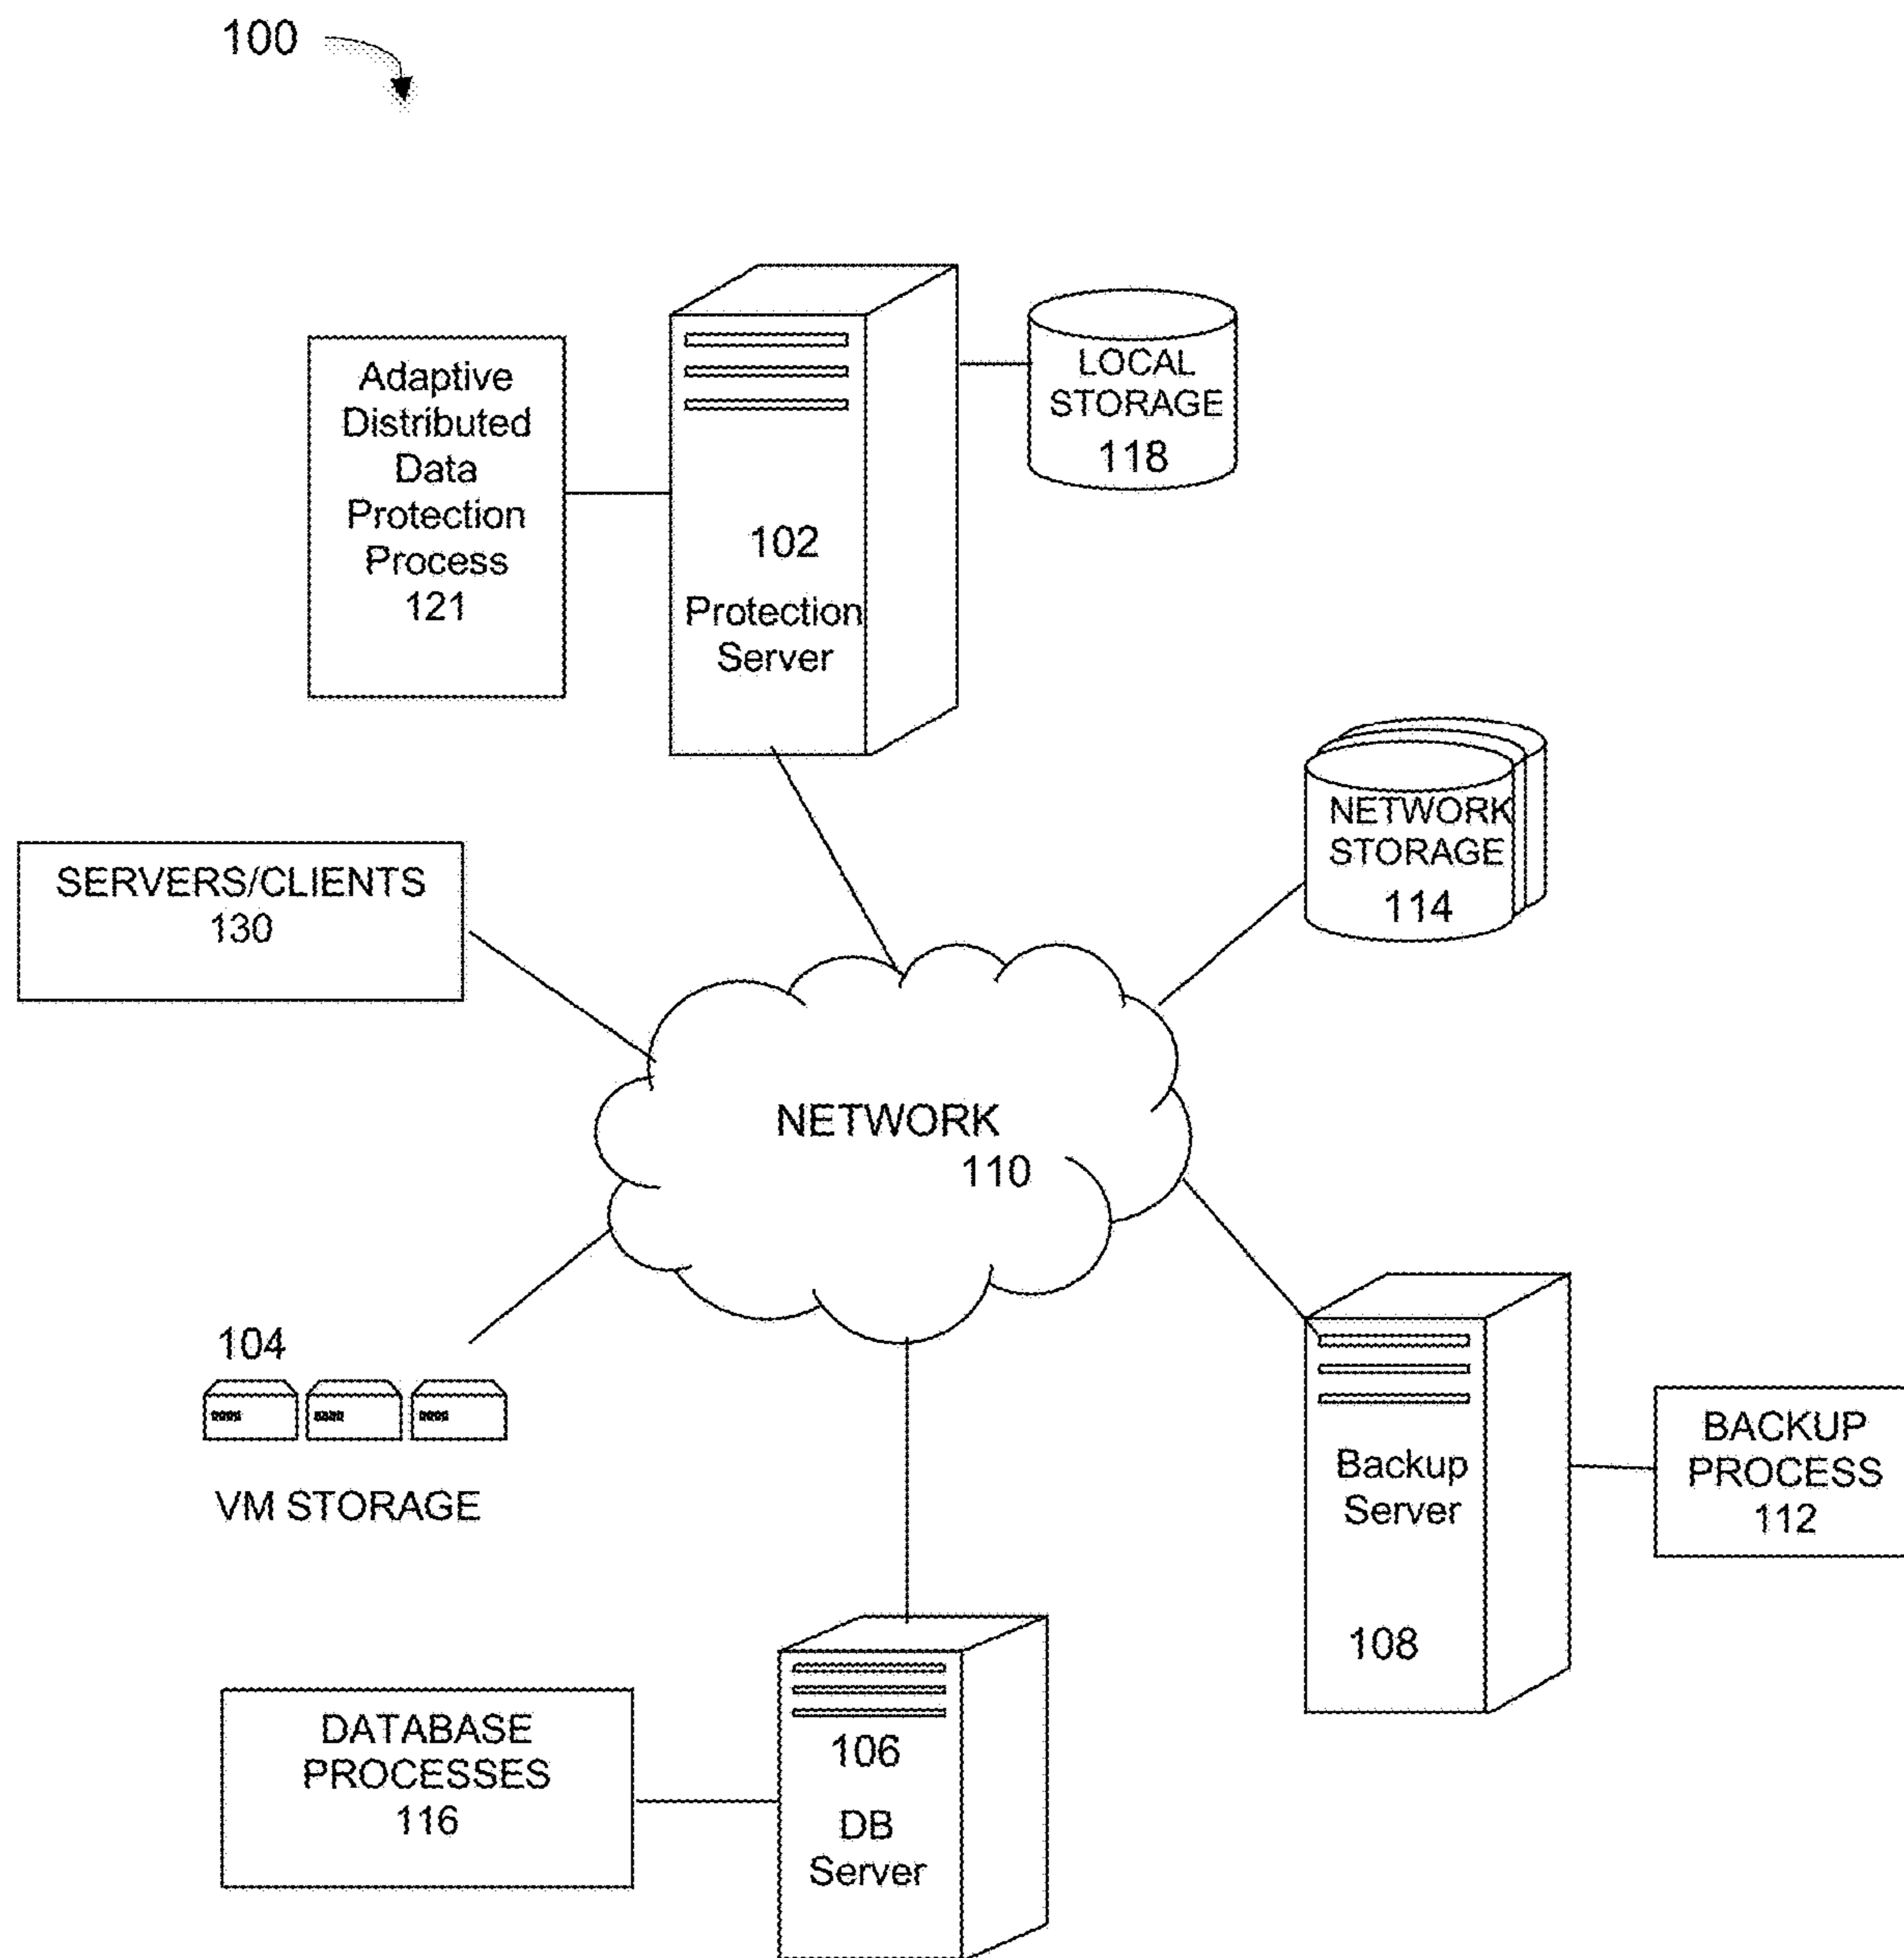 100
Adaptive
Distributed
Data
Protection
Process
121
102
Protection
Server
LOCAL
STORAGE
118
NETWORK
STORAGE
114
SERVERS/CLIENTS
130
NETWORK
110
104
VM STORAGE
Backup
Server
108
BACKUP
PROCESS
112
DATABASE
PROCESSES
116
106
DB
Server